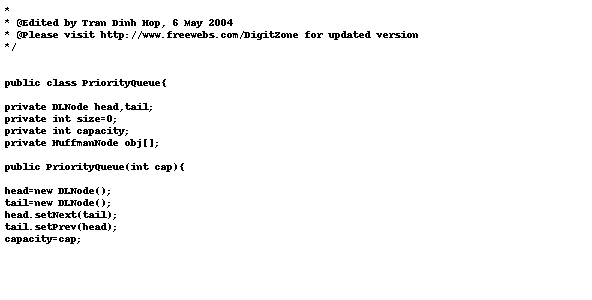 *
* @Edited by Tran Dinh Hop, 6 May 2004
* @Please visit http://www.freewebs.com/DigitZone for updated version
*/
public class PriorityQueue{
private DLNode head,tail;
private int size=0;
private int capacity;
private HuffmanNode obj[];
public PriorityQueue(int cap){
head=new DLNode();
tail=new DLNode();
head.setNext(tail);
tail.setPrev(head);
capacity=cap;